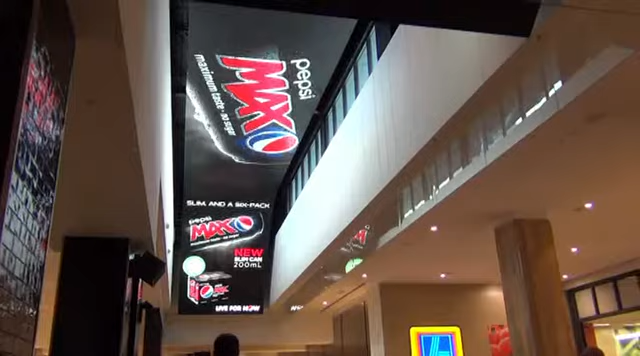 pepsi
MAX
maximum taste - no sugar
SLIM, AND A SIX-PACK
pepsi
MAX
NEW
SLIM CAN
200mL
LIVE FOR NOW